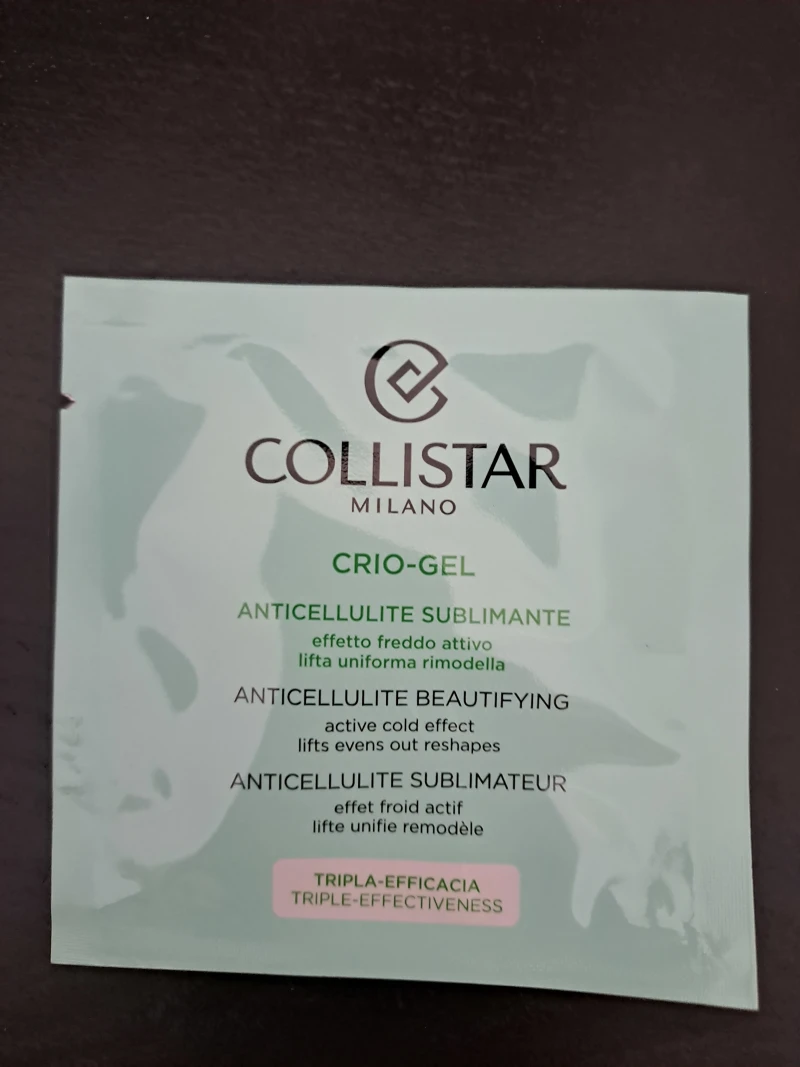 COLLISTAR
MILANO
CRIO-GEL
ANTICELLULITE SUBLIMANTE
effetto freddo attivo
lifta uniforma rimodella
ANTICELLULITE BEAUTIFYING
active cold effect
lifts evens out reshapes
ANTICELLULITE SUBLIMATEUR
effet froid actif
lifte unifie remodèle
TRIPLA-EFFICACIA
TRIPLE-EFFECTIVENESS